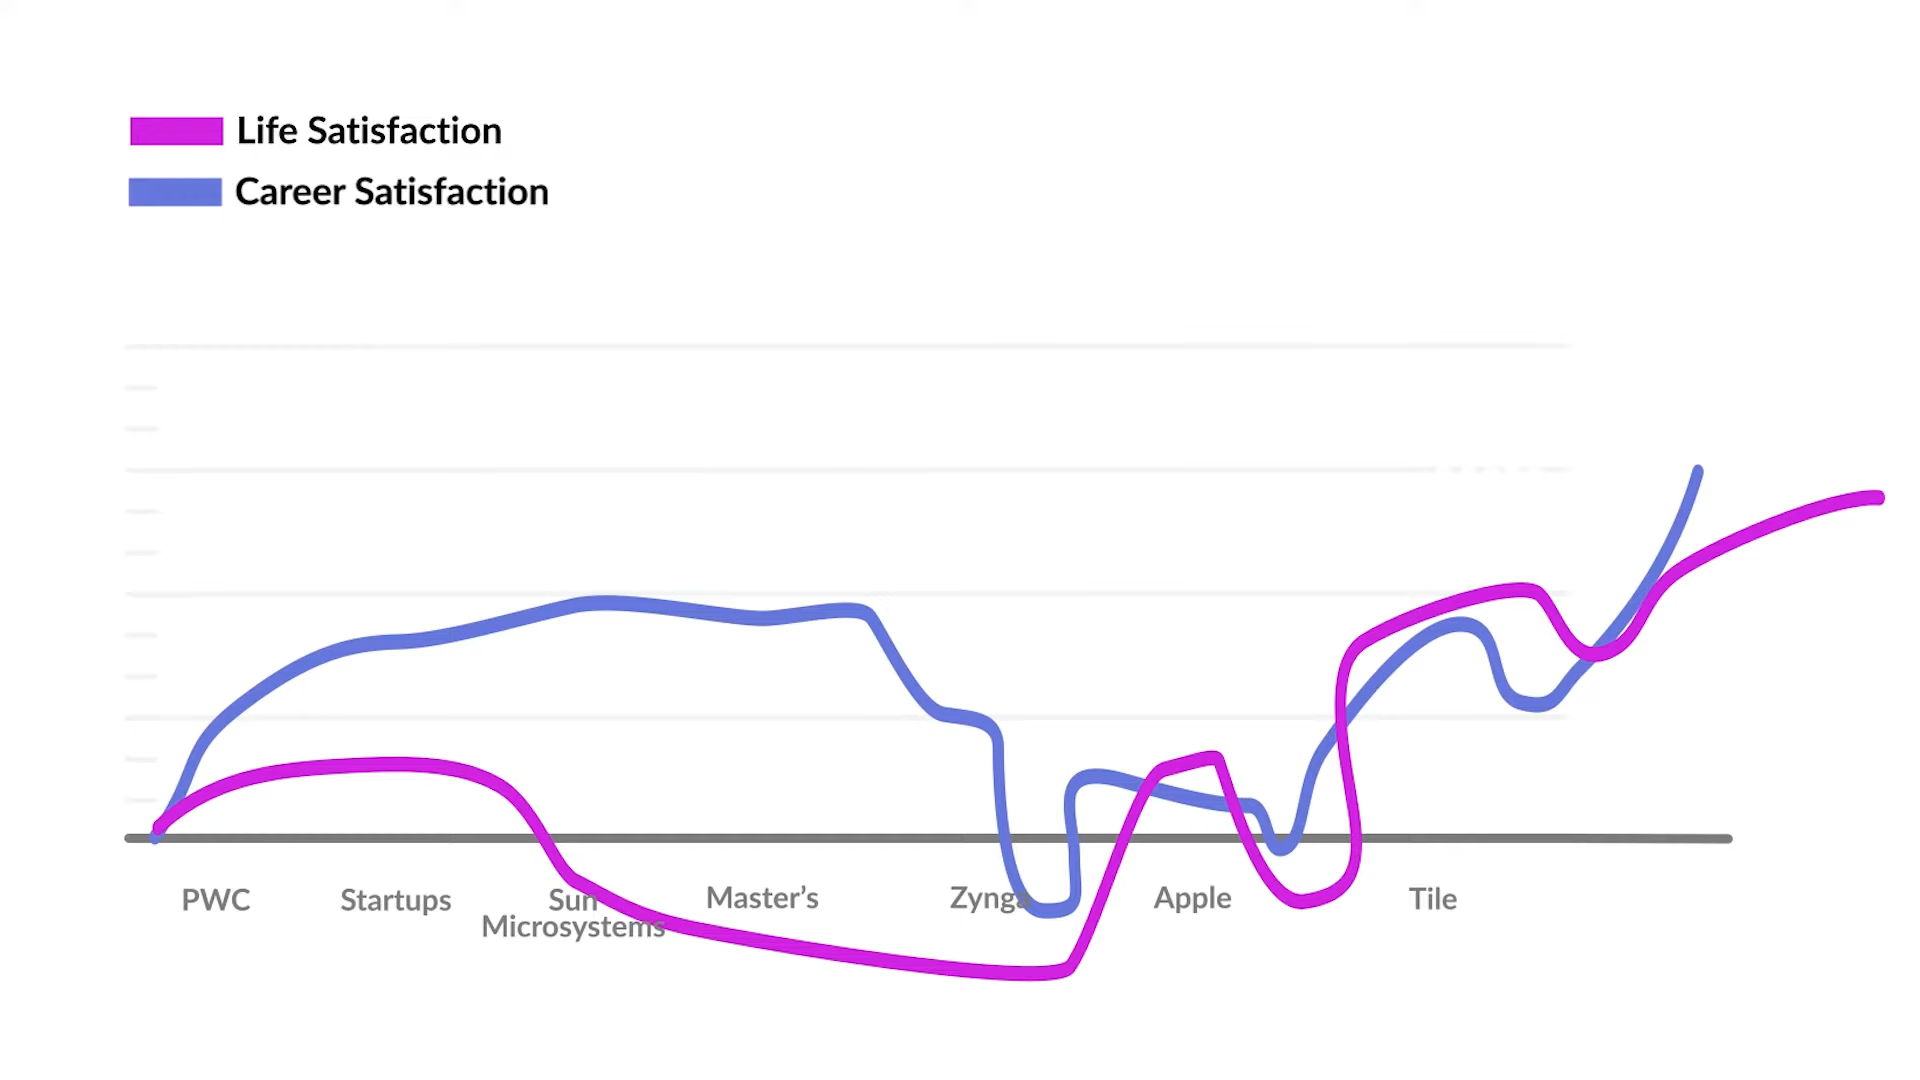 Life Satisfaction
Career Satisfaction
PWC
Startups
Sun
Microsystems
Master’s
Zynga
Apple
Tile